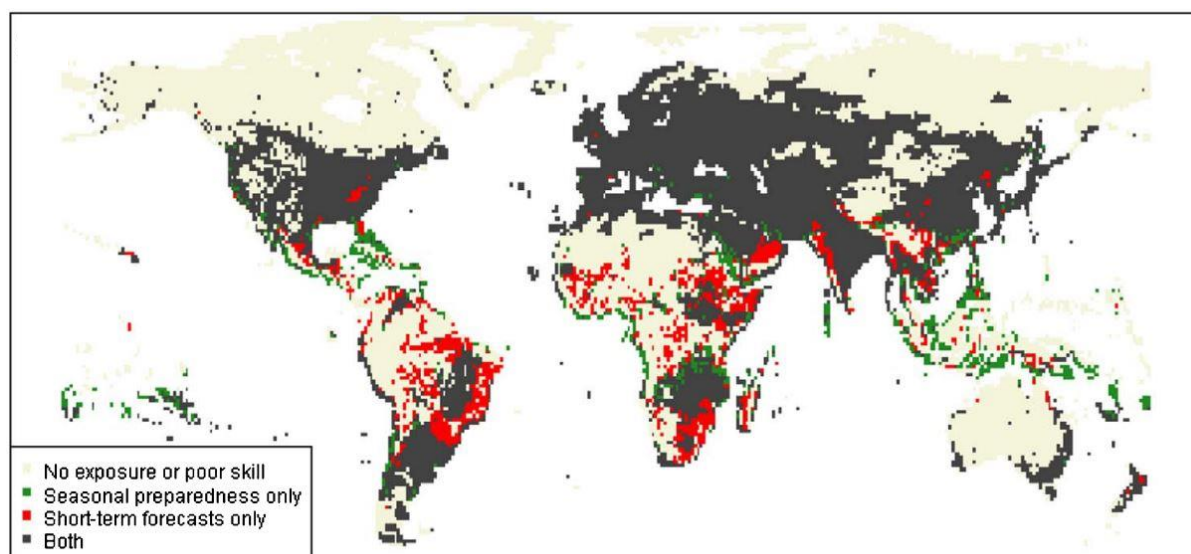 No exposure or poor skill
Seasonal preparedness only
Short-term forecasts only
Both